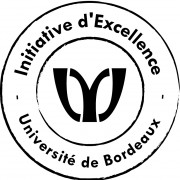 Initiative d'Excellence
Université de Bordeaux